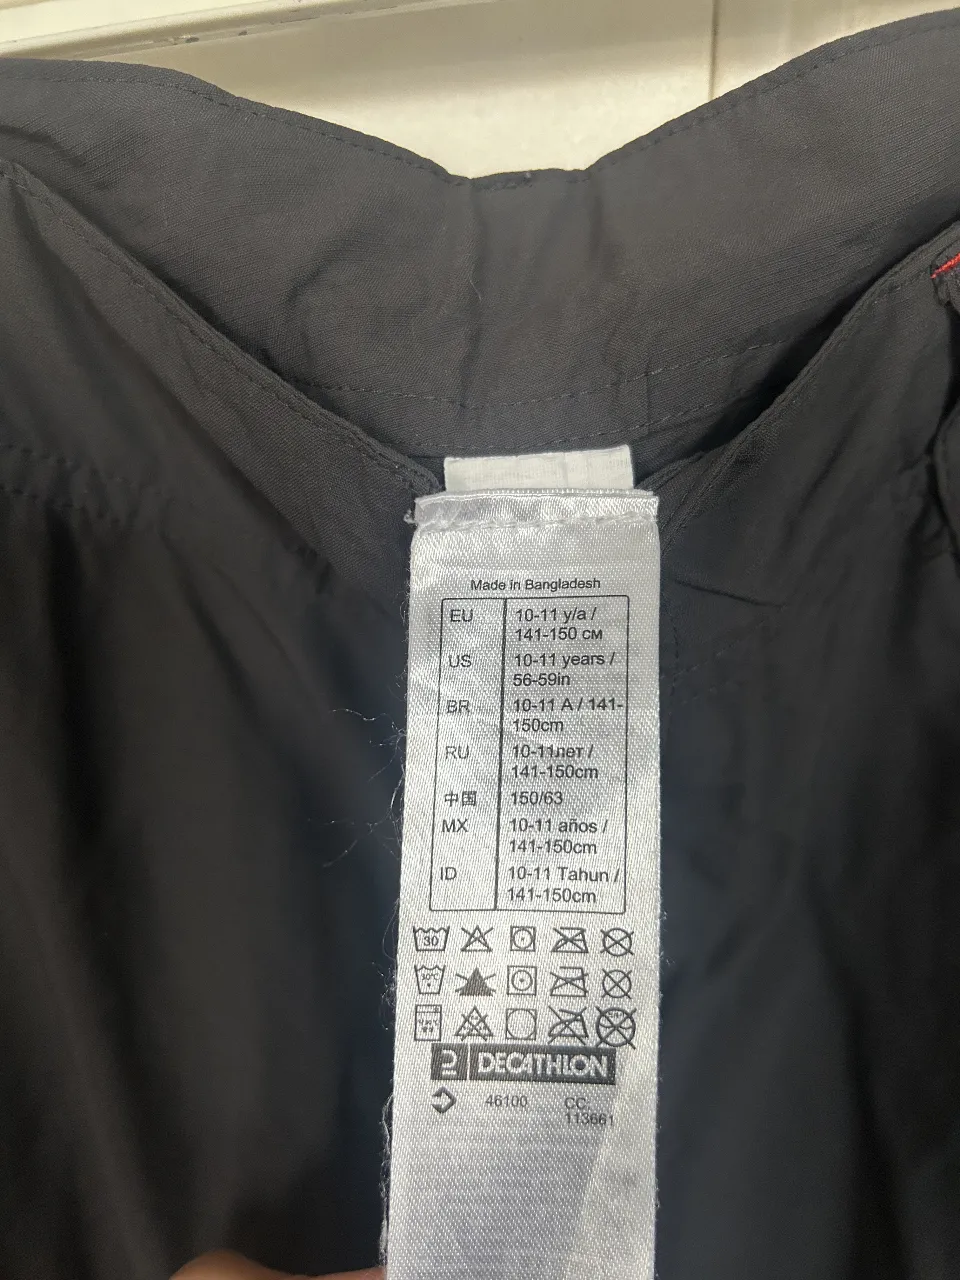 Made in Bangladesh
EU 10-11 y/a /
141-150 см
US 10-11 years /
56-59in
BR 10-11 A / 141-
150cm
RU 10-11лет /
141-150cm
中国 150/63
MX 10-11 años /
141-150cm
ID 10-11 Tahun /
141-150cm
30
30°C
DECATHLON
46100 CC.
113661